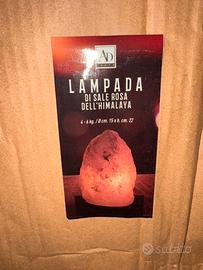 AD
LAMPADA
DI SALE ROSA
DELL'HIMALAYA
4 - 6 kg. / Ø cm. 15 x h. cm. 22
subito